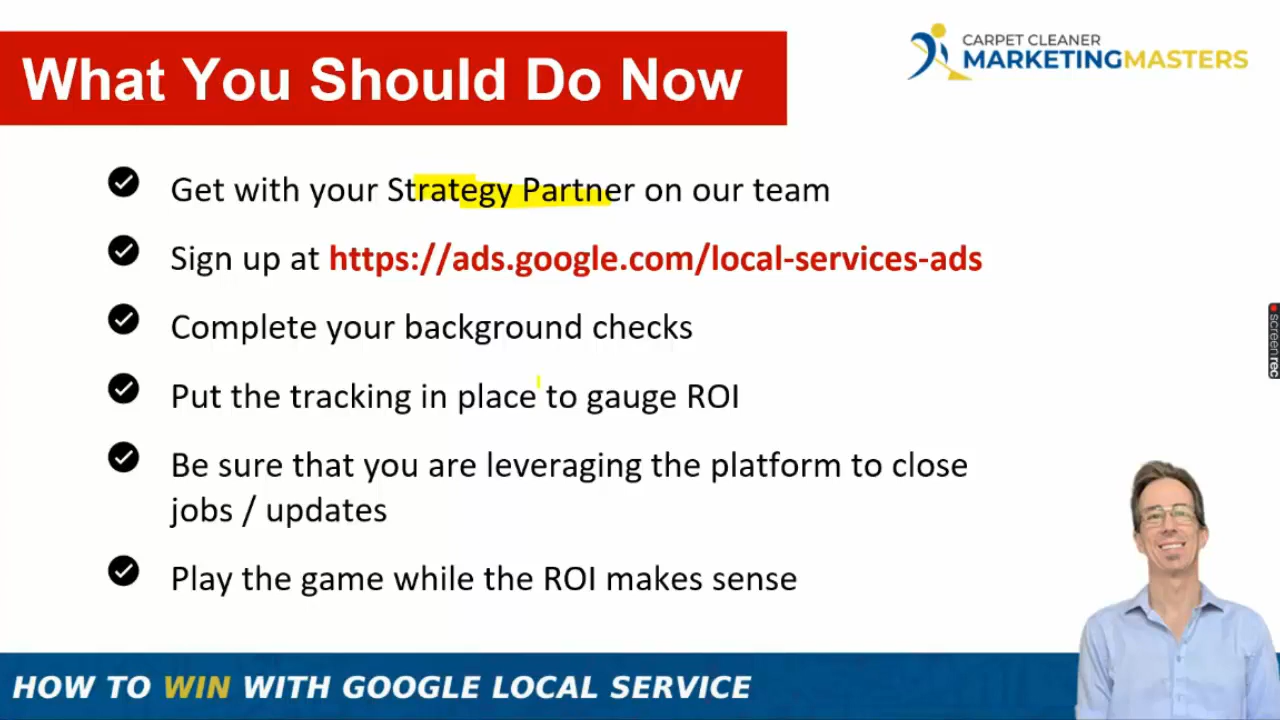 What You Should Do Now
CARPET CLEANER
MARKETINGMASTERS
Get with your Strategy Partner on our team
Sign up at https://ads.google.com/local-services-ads
Complete your background checks
Put the tracking in place to gauge ROI
Be sure that you are leveraging the platform to close
jobs / updates
Play the game while the ROI makes sense
screenrec
HOW TO WIN WITH GOOGLE LOCAL SERVICE